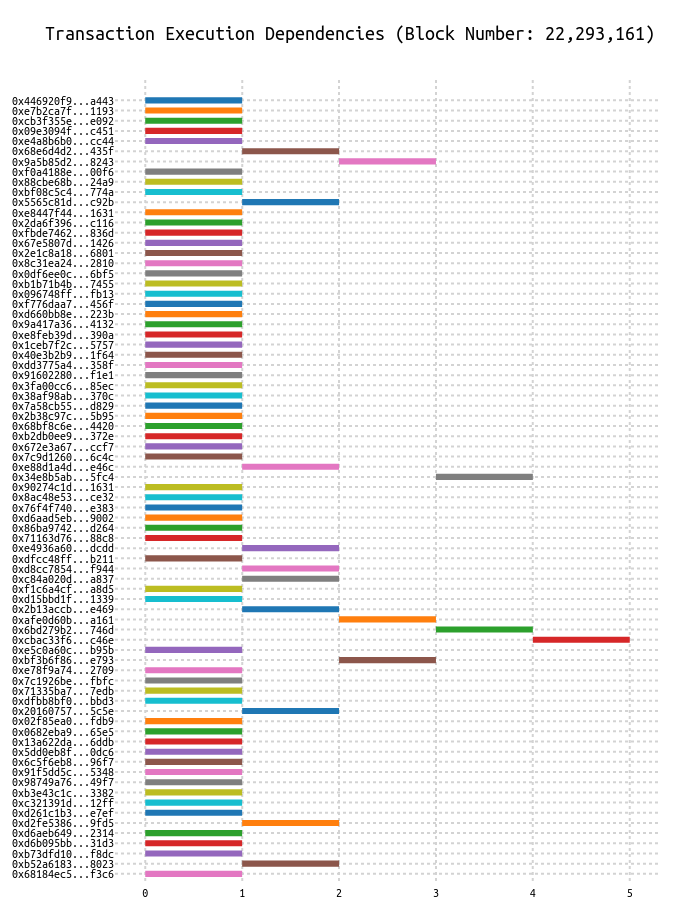 Transaction Execution Dependencies (Block Number: 22,293,161)
0x446920f9...a443
0xe7b2ca7f...1193
0xcb3f355e...e092
0x09e3094f...c451
0xe4a8b6b0...cc44
0x68e6d4d2...435f
0x9a5b85d2...8243
0xf0a4188e...00f6
0x88cbe68b...24a9
0xbf08c5c4...774a
0x5565c81d...c92b
0xe8447f44...1631
0x2da6f396...c116
0xfbde7462...836d
0x67e5807d...1426
0x2e1c8a18...6801
0x8c31ea24...2810
0x0df6ee0c...6bf5
0xb1b71b4b...7455
0x096748ff...fb13
0xf776daa7...456f
0xd660bb8e...223b
0x9a417a36...4132
0xe8feb39d...390a
0x1ceb7f2c...5757
0x40e3b2b9...1f64
0xdd3775a4...358f
0x91602280...f1e1
0x3fa00cc6...85ec
0x38af98ab...370c
0x7a58cb55...d829
0x2b38c97c...5b95
0x68bf8c6e...4420
0xb2db0ee9...372e
0x672e3a67...ccf7
0x7c9d1260...6c4c
0xe88d1a4d...e46c
0x34e8b5ab...5fc4
0x90274c1d...1631
0x8ac48e53...ce32
0x76f4f740...e383
0xd6aad5eb...9002
0x86ba9742...d264
0x71163d76...88c8
0xe4936a60...dcdd
0xdfcc48ff...b211
0xd8cc7854...f944
0xc84a020d...a837
0xf1c6a4cf...a8d5
0xd15bbd1f...1339
0x2b13accb...e469
0xafe0d60b...a161
0x6bd279b2...746d
0xcbac33f6...c46e
0xe5c0a60c...b95b
0xbf3b6f86...e793
0xe78f9a74...2709
0x7c1926be...fbfc
0x71335ba7...7edb
0xdfbb8bf0...bbd3
0x20160757...5c5e
0x02f85ea0...fdb9
0x0682eba9...65e5
0x13a622da...6ddb
0x5dd0eb8f...0dc6
0x6c5f6eb8...96f7
0x91f5dd5c...5348
0x98749a76...49f7
0xb3e43c1c...3382
0xc321391d...12ff
0xd261c1b3...e7ef
0xd2fe5386...9fd5
0xd6aeb649...2314
0xd6b095bb...31d3
0xb73dfd10...f8dc
0xb52a6183...8023
0x68184ec5...f3c6
0 1 2 3 4 5